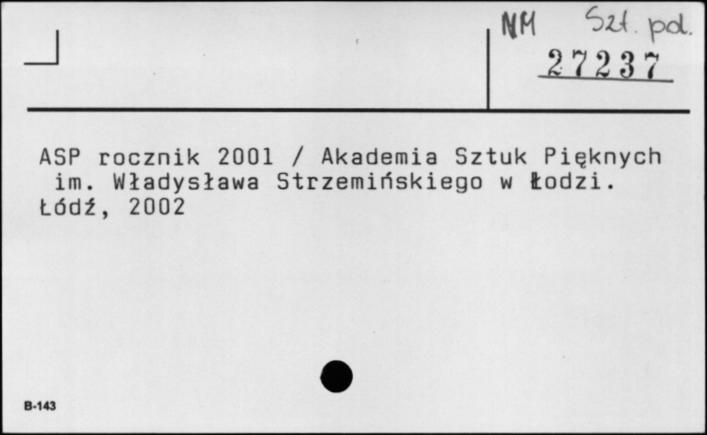 NM Szt. pol.
27237
ASP rocznik 2001 / Akademia Sztuk Pięknych
im. Władysława Strzemińskiego w Łodzi.
Łódź, 2002
B-143